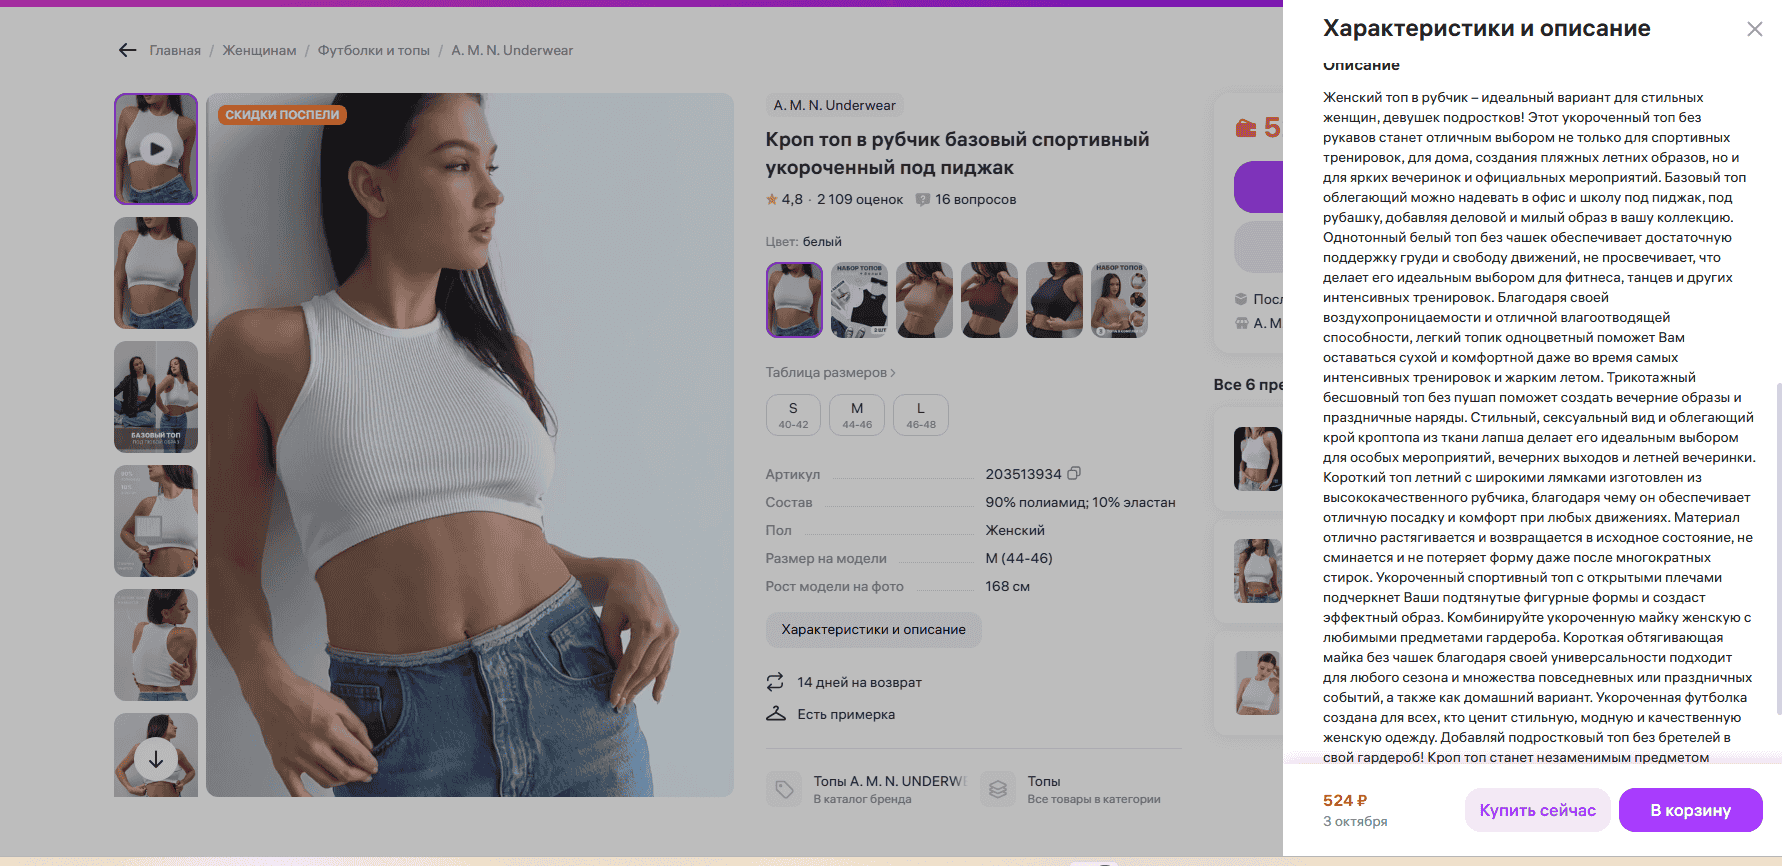 Главная / Женщинам / Футболки и топы / A. M. N. Underwear
СКИДКИ ПОСПЕЛИ
БАЗОВЫЙ ТОП
A. M. N. Underwear
Кроп топ в рубчик базовый спортивный
укороченный под пиджак
4,8 · 2 109 оценок
16 вопросов
Цвет: белый
НАБОР ТОПОВ
НАБОР ТОПОВ
Таблица размеров
S
40-42
M
44-46
L
46-48
Артикул 203513934
Состав 90% полиамид; 10% эластан
Пол Женский
Размер на модели M (44-46)
Рост модели на фото 168 см
Характеристики и описание
14 дней на возврат
Есть примерка
Топы A. M. N. UNDERWE
В каталог бренда
Топы
Все товары в категории
5
Посл
A. M
Все 6 пре
Характеристики и описание
Описание
Женский топ в рубчик – идеальный вариант для стильных
женщин, девушек подростков! Этот укороченный топ без
рукавов станет отличным выбором не только для спортивных
тренировок, для дома, создания пляжных летних образов, но и
для ярких вечеринок и официальных мероприятий. Базовый топ
облегающий можно надевать в офис и школу под пиджак, под
рубашку, добавляя деловой и милый образ в вашу коллекцию.
Однотонный белый топ без чашек обеспечивает достаточную
поддержку груди и свободу движений, не просвечивает, что
делает его идеальным выбором для фитнеса, танцев и других
интенсивных тренировок. Благодаря своей
воздухопроницаемости и отличной влагоотводящей
способности, легкий топик одноцветный поможет Вам
оставаться сухой и комфортной даже во время самых
интенсивных тренировок и жарким летом. Трикотажный
бесшовный топ без пушап поможет создать вечерние образы и
праздничные наряды. Стильный, сексуальный вид и облегающий
крой кроптопа из ткани лапша делает его идеальным выбором
для особых мероприятий, вечерних выходов и летней вечеринки.
Короткий топ летний с широкими лямками изготовлен из
высококачественного рубчика, благодаря чему он обеспечивает
отличную посадку и комфорт при любых движениях. Материал
отлично растягивается и возвращается в исходное состояние, не
сминается и не потеряет форму даже после многократных
стирок. Укороченный спортивный топ с открытыми плечами
подчеркнет Ваши подтянутые фигурные формы и создаст
эффектный образ. Комбинируйте укороченную майку женскую с
любимыми предметами гардероба. Короткая обтягивающая
майка без чашек благодаря своей универсальности подходит
для любого сезона и множества повседневных или праздничных
событий, а также как домашний вариант. Укороченная футболка
создана для всех, кто ценит стильную, модную и качественную
женскую одежду. Добавляй подростковый топ без бретелей в
свой гардероб! Кроп топ станет незаменимым предметом
524 ₽
3 октября
Купить сейчас
В корзину